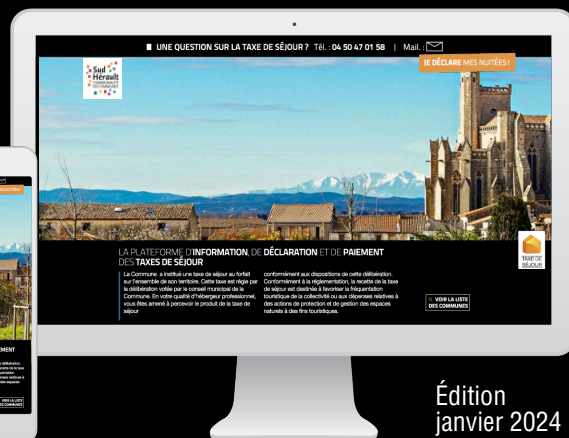 UNE QUESTION SUR LA TAXE DE SÉJOUR ? Tél. : 04 50 47 01 58 | Mail. :
JE DÉCLARE MES NUITÉES !
Sud
Hérault
COMMUNAUTÉ
DE COMMUNES
LA PLATEFORME D'INFORMATION, DE DÉCLARATION ET DE PAIEMENT
DES TAXES DE SÉJOUR
La Commune a institué une taxe de séjour au forfait
sur l'ensemble de son territoire. Cette taxe est régie par
la délibération votée par le conseil municipal de la
Commune. En votre qualité d'hébergeur professionnel,
vous êtes amené à percevoir le produit de la taxe de
séjour
conformément aux dispositions de cette délibération.
Conformément à la réglementation, la recette de la taxe
de séjour est destinée à favoriser la fréquentation
touristique de la collectivité ou aux dépenses relatives à
des actions de protection et de gestion des espaces
naturels à des fins touristiques.
TAXE DE
SÉJOUR
VOIR LA LISTE
DES COMMUNES
Édition
janvier 2024